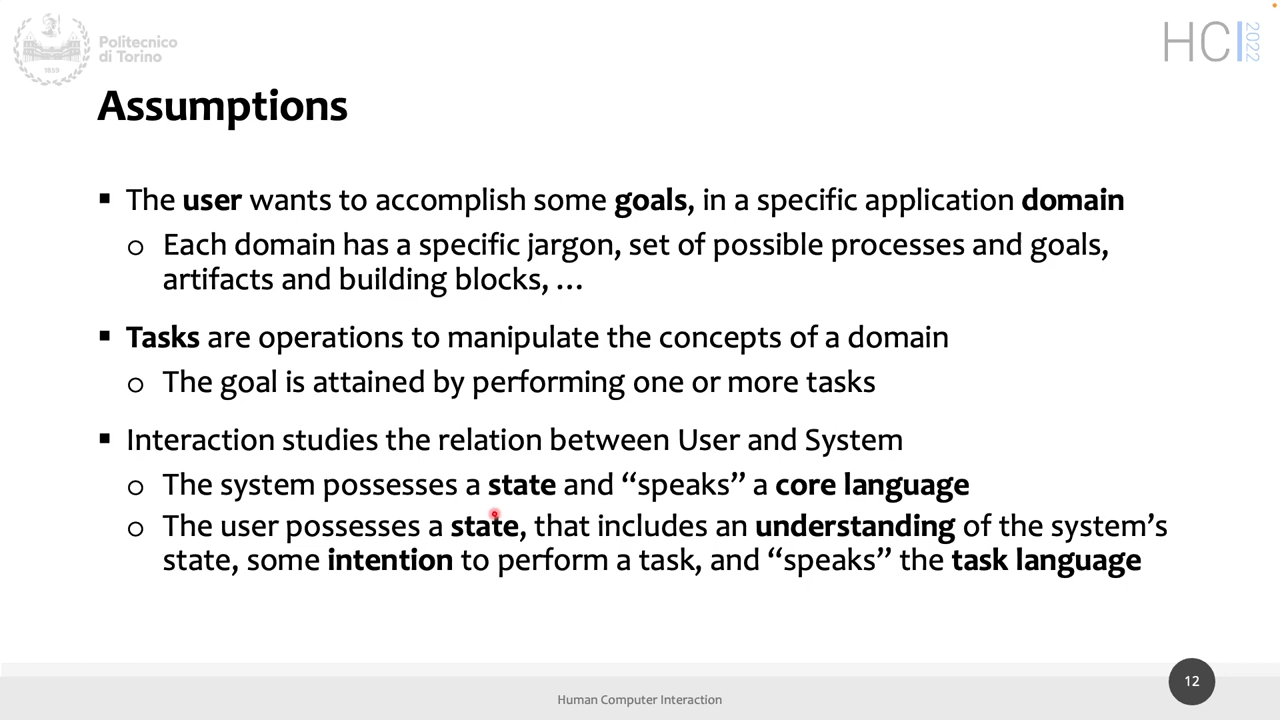 Politecnico
di Torino
1859
HCI 2022
Assumptions
▪ The user wants to accomplish some goals, in a specific application domain
o Each domain has a specific jargon, set of possible processes and goals,
artifacts and building blocks, …
▪ Tasks are operations to manipulate the concepts of a domain
o The goal is attained by performing one or more tasks
▪ Interaction studies the relation between User and System
o The system possesses a state and “speaks” a core language
o The user possesses a state, that includes an understanding of the system’s
state, some intention to perform a task, and “speaks” the task language
Human Computer Interaction
12